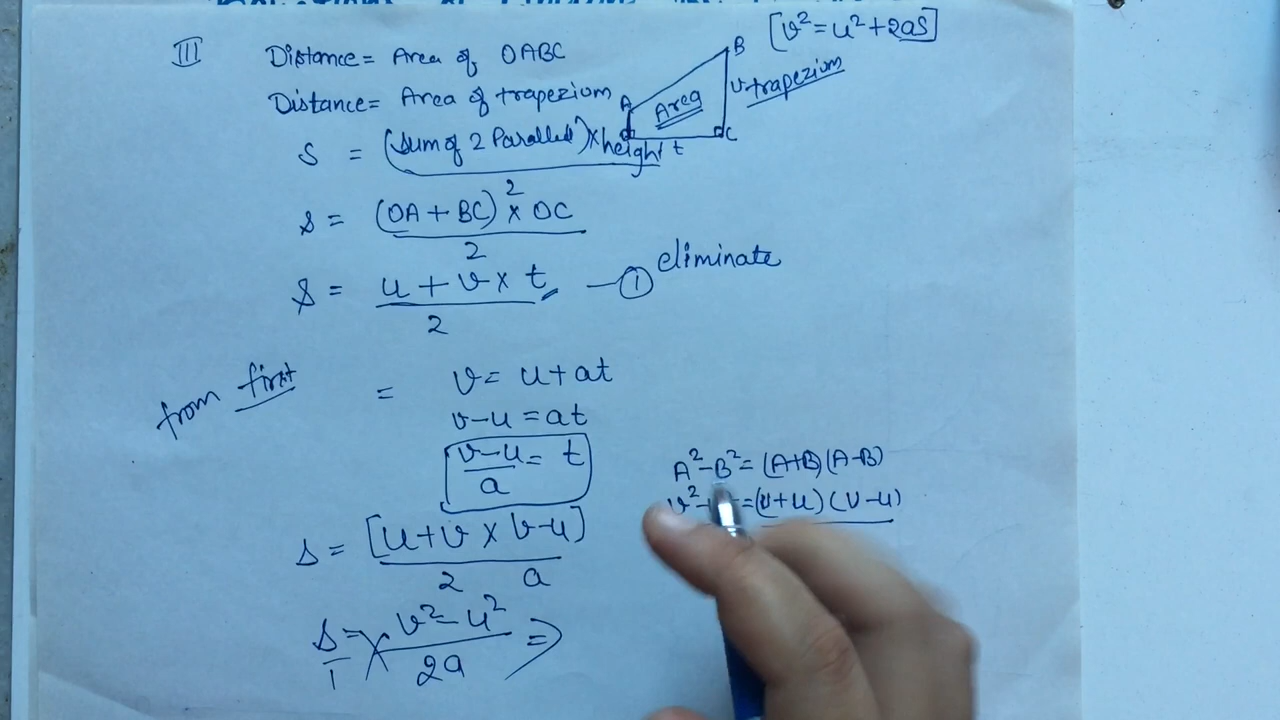 III
[v² = u² + 2aS]
Distance = Area of OABC
Distance = Area of trapezium
A
B
C
Area
v trapezium
t
S = (Sum of 2 Parallel) × height
2
S = (OA + BC) × OC
2
S = u + v × t — ①
2
eliminate
from first
= v = u + at
v - u = at
v - u = t
a
A² - B² = (A+B) (A-B)
v² - = (v+u) (v-u)
S = [u + v × v - u]
2 a
S = v² - u² ⇒
1 2a